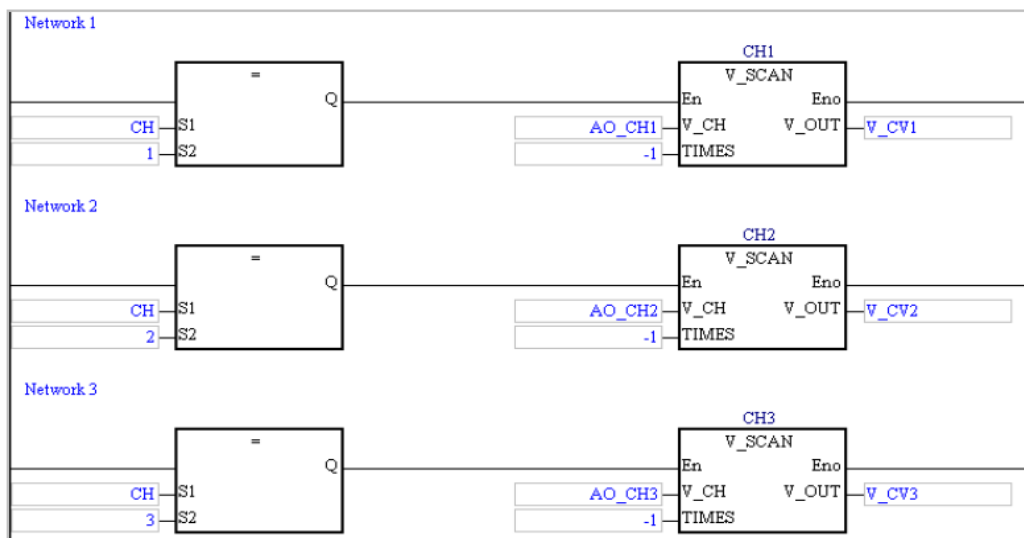 Network 1
CH1
= V_SCAN
Q En Eno
CH S1 AO_CH1 V_CH V_OUT V_CV1
1 S2 -1 TIMES
Network 2
CH2
= V_SCAN
Q En Eno
CH S1 AO_CH2 V_CH V_OUT V_CV2
2 S2 -1 TIMES
Network 3
CH3
= V_SCAN
Q En Eno
CH S1 AO_CH3 V_CH V_OUT V_CV3
3 S2 -1 TIMES